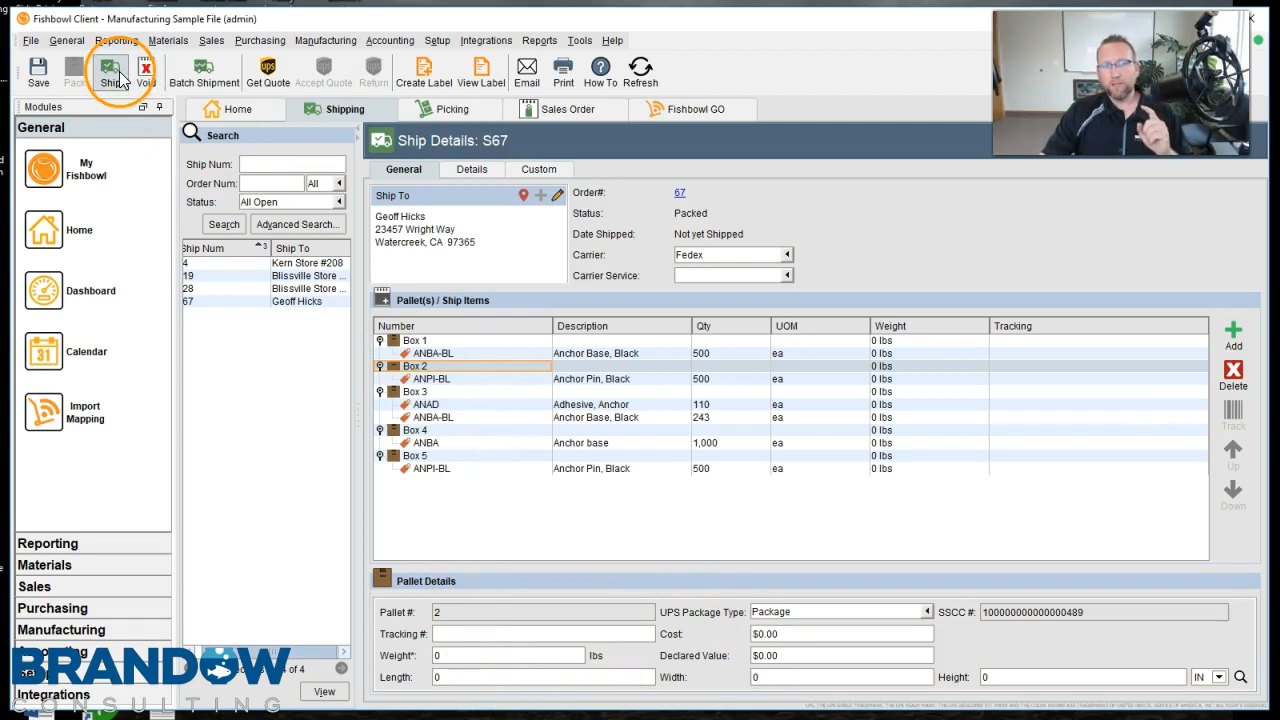 Fishbowl Client - Manufacturing Sample File (admin)
File General Reporting Materials Sales Purchasing Manufacturing Accounting Setup Integrations Reports Tools Help
Save Pack Ship Void Batch Shipment Get Quote Accept Quote Return Create Label View Label Email Print How To Refresh
Modules
Home Shipping Picking Sales Order Fishbowl GO
General
My
Fishbowl
Home
Dashboard
Calendar
Import
Mapping
Reporting
Materials
Sales
Purchasing
Manufacturing
Integrations
Search
Ship Num:
Order Num: All
Status: All Open
Search Advanced Search...
Ship Num 3 Ship To
4 Kern Store #208
19 Blissville Store ...
28 Blissville Store ...
67 Geoff Hicks
of 4
View
Ship Details: S67
General Details Custom
Ship To
Geoff Hicks
23457 Wright Way
Watercreek, CA 97365
Order#: 67
Status: Packed
Date Shipped: Not yet Shipped
Carrier: Fedex
Carrier Service:
Pallet(s) / Ship Items
Number Description Qty UOM Weight Tracking
Box 1 0 lbs
ANBA-BL Anchor Base, Black 500 ea 0 lbs
Box 2 0 lbs
ANPI-BL Anchor Pin, Black 500 ea 0 lbs
Box 3 0 lbs
ANAD Adhesive, Anchor 110 ea 0 lbs
ANBA-BL Anchor Base, Black 243 ea 0 lbs
Box 4 0 lbs
ANBA Anchor base 1,000 ea 0 lbs
Box 5 0 lbs
ANPI-BL Anchor Pin, Black 500 ea 0 lbs
Add
Delete
Track
Up
Down
Pallet Details
Pallet #: 2 UPS Package Type: Package SSCC #: 100000000000000489
Tracking #: Cost: $0.00
Weight*: 0 lbs Declared Value: $0.00
Length: 0 Width: 0 Height: 0 IN
BRANDOW
CONSULTING